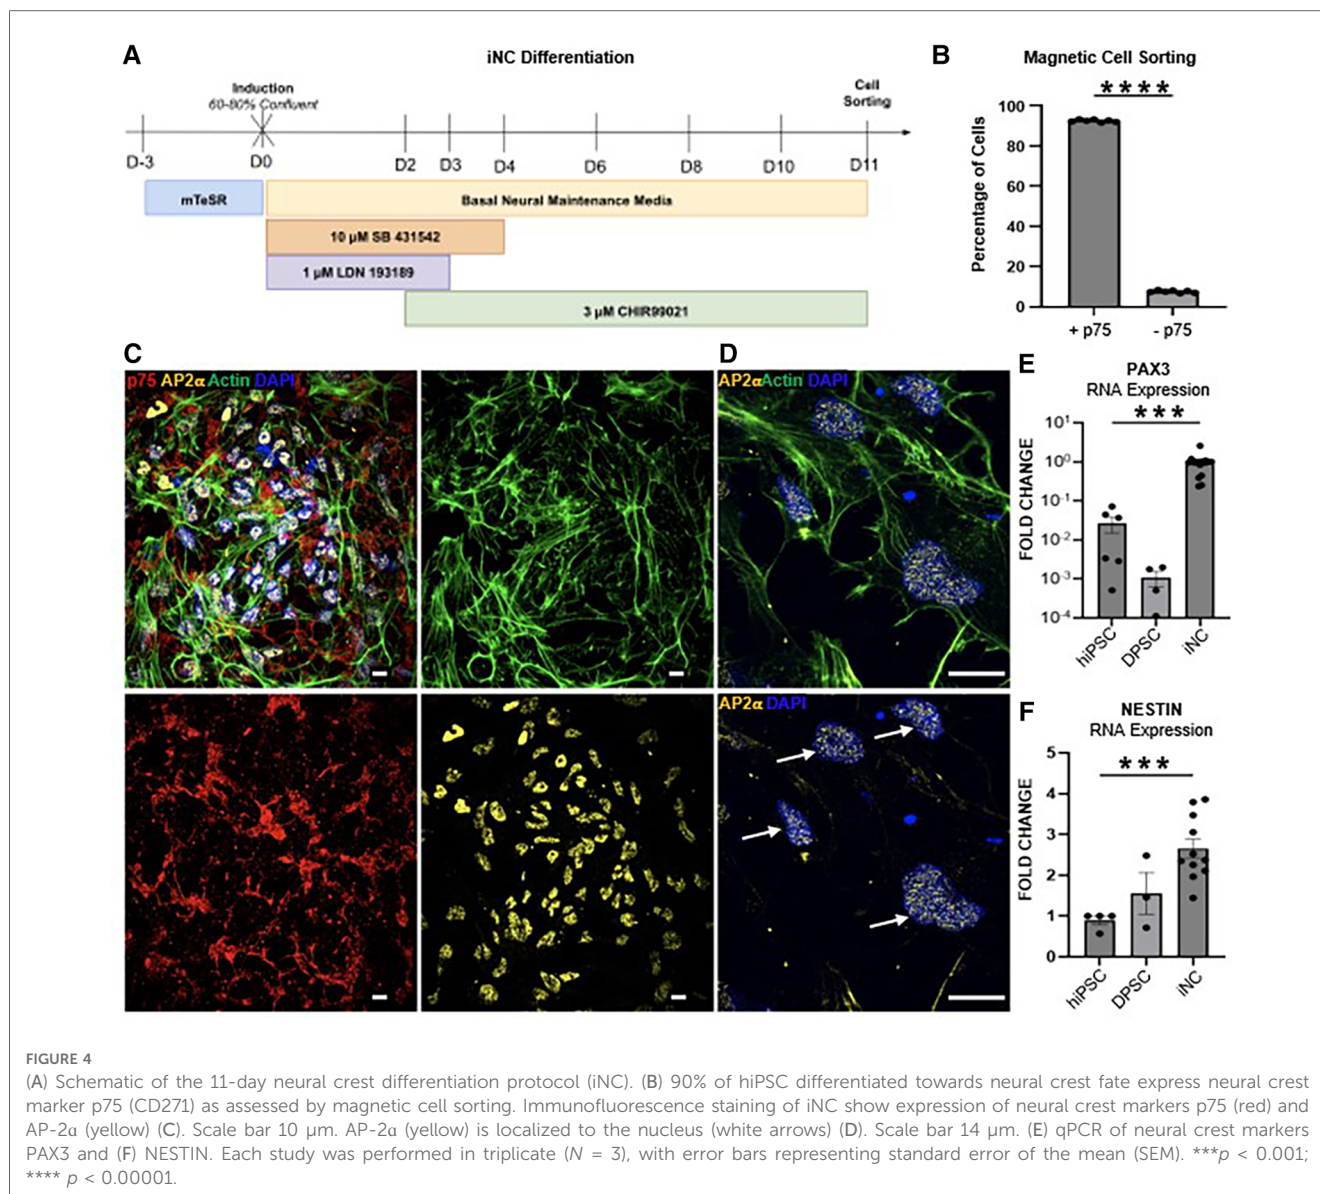 A
iNC Differentiation
Induction
60-80% Confluent
Cell
Sorting
D-3
D0
D2
D3
D4
D6
D8
D10
D11
mTeSR
Basal Neural Maintenance Media
10 µM SB 431542
1 µM LDN 193189
3 µM CHIR99021
B
Magnetic Cell Sorting
****
Percentage of Cells
100
80
60
40
20
0
+ p75
- p75
C
p75 AP2α Actin DAPI
D
AP2α Actin DAPI
AP2α DAPI
E
PAX3
RNA Expression
***
FOLD CHANGE
10¹
10⁰
10⁻¹
10⁻²
10⁻³
10⁻⁴
hiPSC
DPSC
iNC
F
NESTIN
RNA Expression
***
FOLD CHANGE
5
4
3
2
1
0
hiPSC
DPSC
iNC
FIGURE 4
(A) Schematic of the 11-day neural crest differentiation protocol (iNC). (B) 90% of hiPSC differentiated towards neural crest fate express neural crest
marker p75 (CD271) as assessed by magnetic cell sorting. Immunofluorescence staining of iNC show expression of neural crest markers p75 (red) and
AP-2α (yellow) (C). Scale bar 10 µm. AP-2α (yellow) is localized to the nucleus (white arrows) (D). Scale bar 14 µm. (E) qPCR of neural crest markers
PAX3 and (F) NESTIN. Each study was performed in triplicate (N = 3), with error bars representing standard error of the mean (SEM). ***p < 0.001;
**** p < 0.00001.